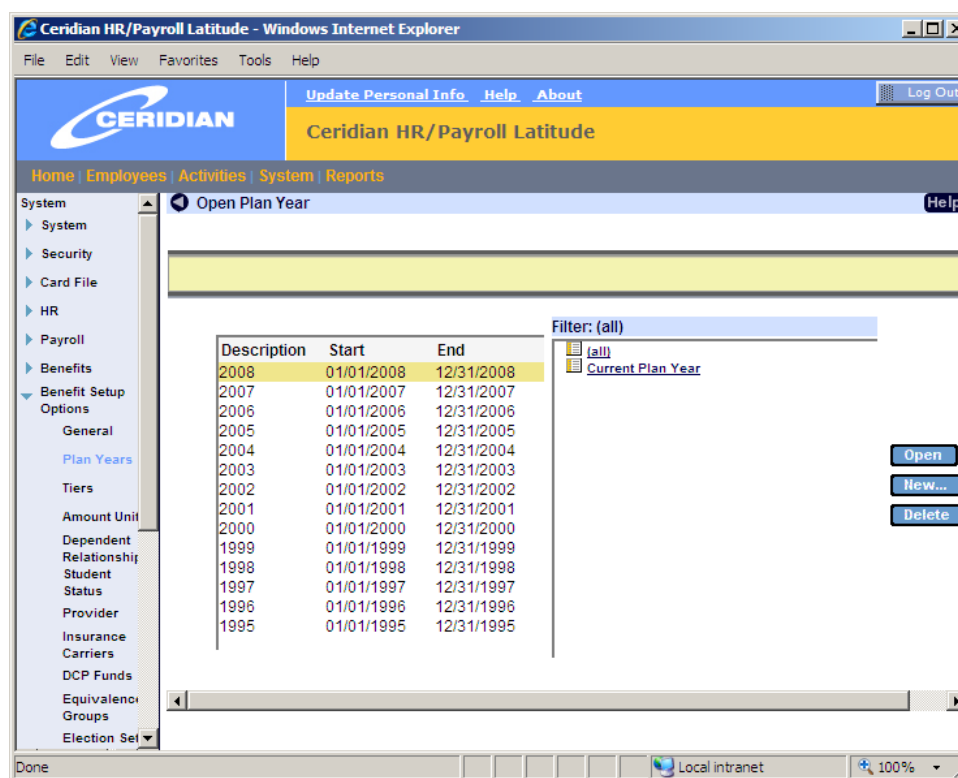 Ceridian HR/Payroll Latitude - Windows Internet Explorer
File Edit View Favorites Tools Help
Update Personal Info Help About
Log Out
CERIDIAN
Ceridian HR/Payroll Latitude
Home | Employees | Activities | System | Reports
System
Open Plan Year
Help
System
Security
Card File
HR
Payroll
Benefits
Benefit Setup
Options
General
Plan Years
Tiers
Amount Unit
Dependent
Relationship
Student
Status
Provider
Insurance
Carriers
DCP Funds
Equivalence
Groups
Election Set
Description Start End
2008 01/01/2008 12/31/2008
2007 01/01/2007 12/31/2007
2006 01/01/2006 12/31/2006
2005 01/01/2005 12/31/2005
2004 01/01/2004 12/31/2004
2003 01/01/2003 12/31/2003
2002 01/01/2002 12/31/2002
2001 01/01/2001 12/31/2001
2000 01/01/2000 12/31/2000
1999 01/01/1999 12/31/1999
1998 01/01/1998 12/31/1998
1997 01/01/1997 12/31/1997
1996 01/01/1996 12/31/1996
1995 01/01/1995 12/31/1995
Filter: (all)
(all)
Current Plan Year
Open
New...
Delete
Done
Local intranet
100%